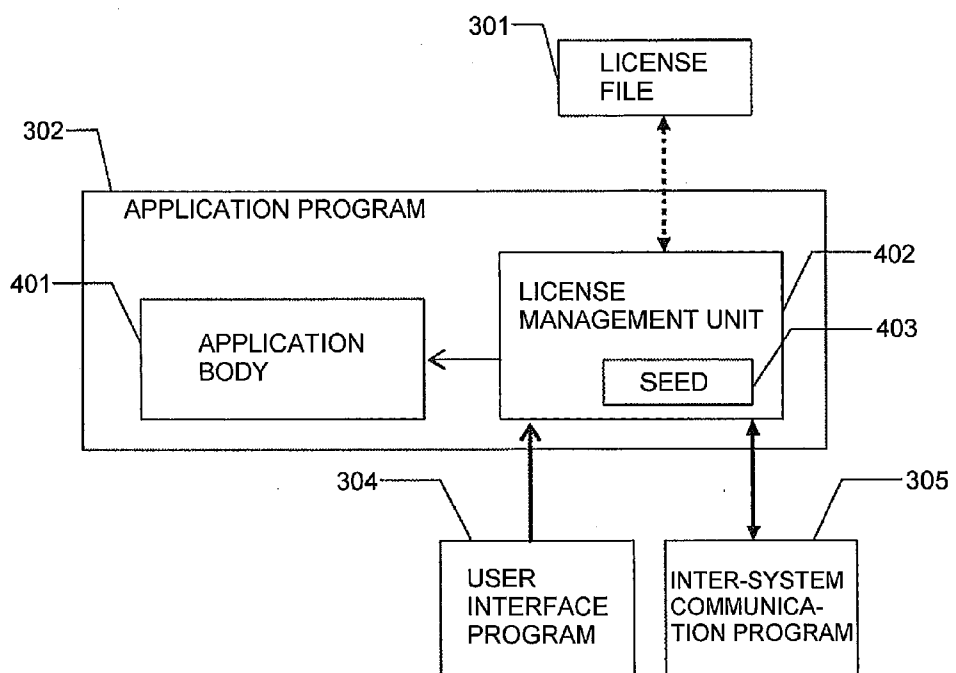 301
LICENSE
FILE
302
APPLICATION PROGRAM
401
APPLICATION
BODY
LICENSE
MANAGEMENT UNIT
402
403
SEED
304
305
USER
INTERFACE
PROGRAM
INTER-SYSTEM
COMMUNICA-
TION PROGRAM